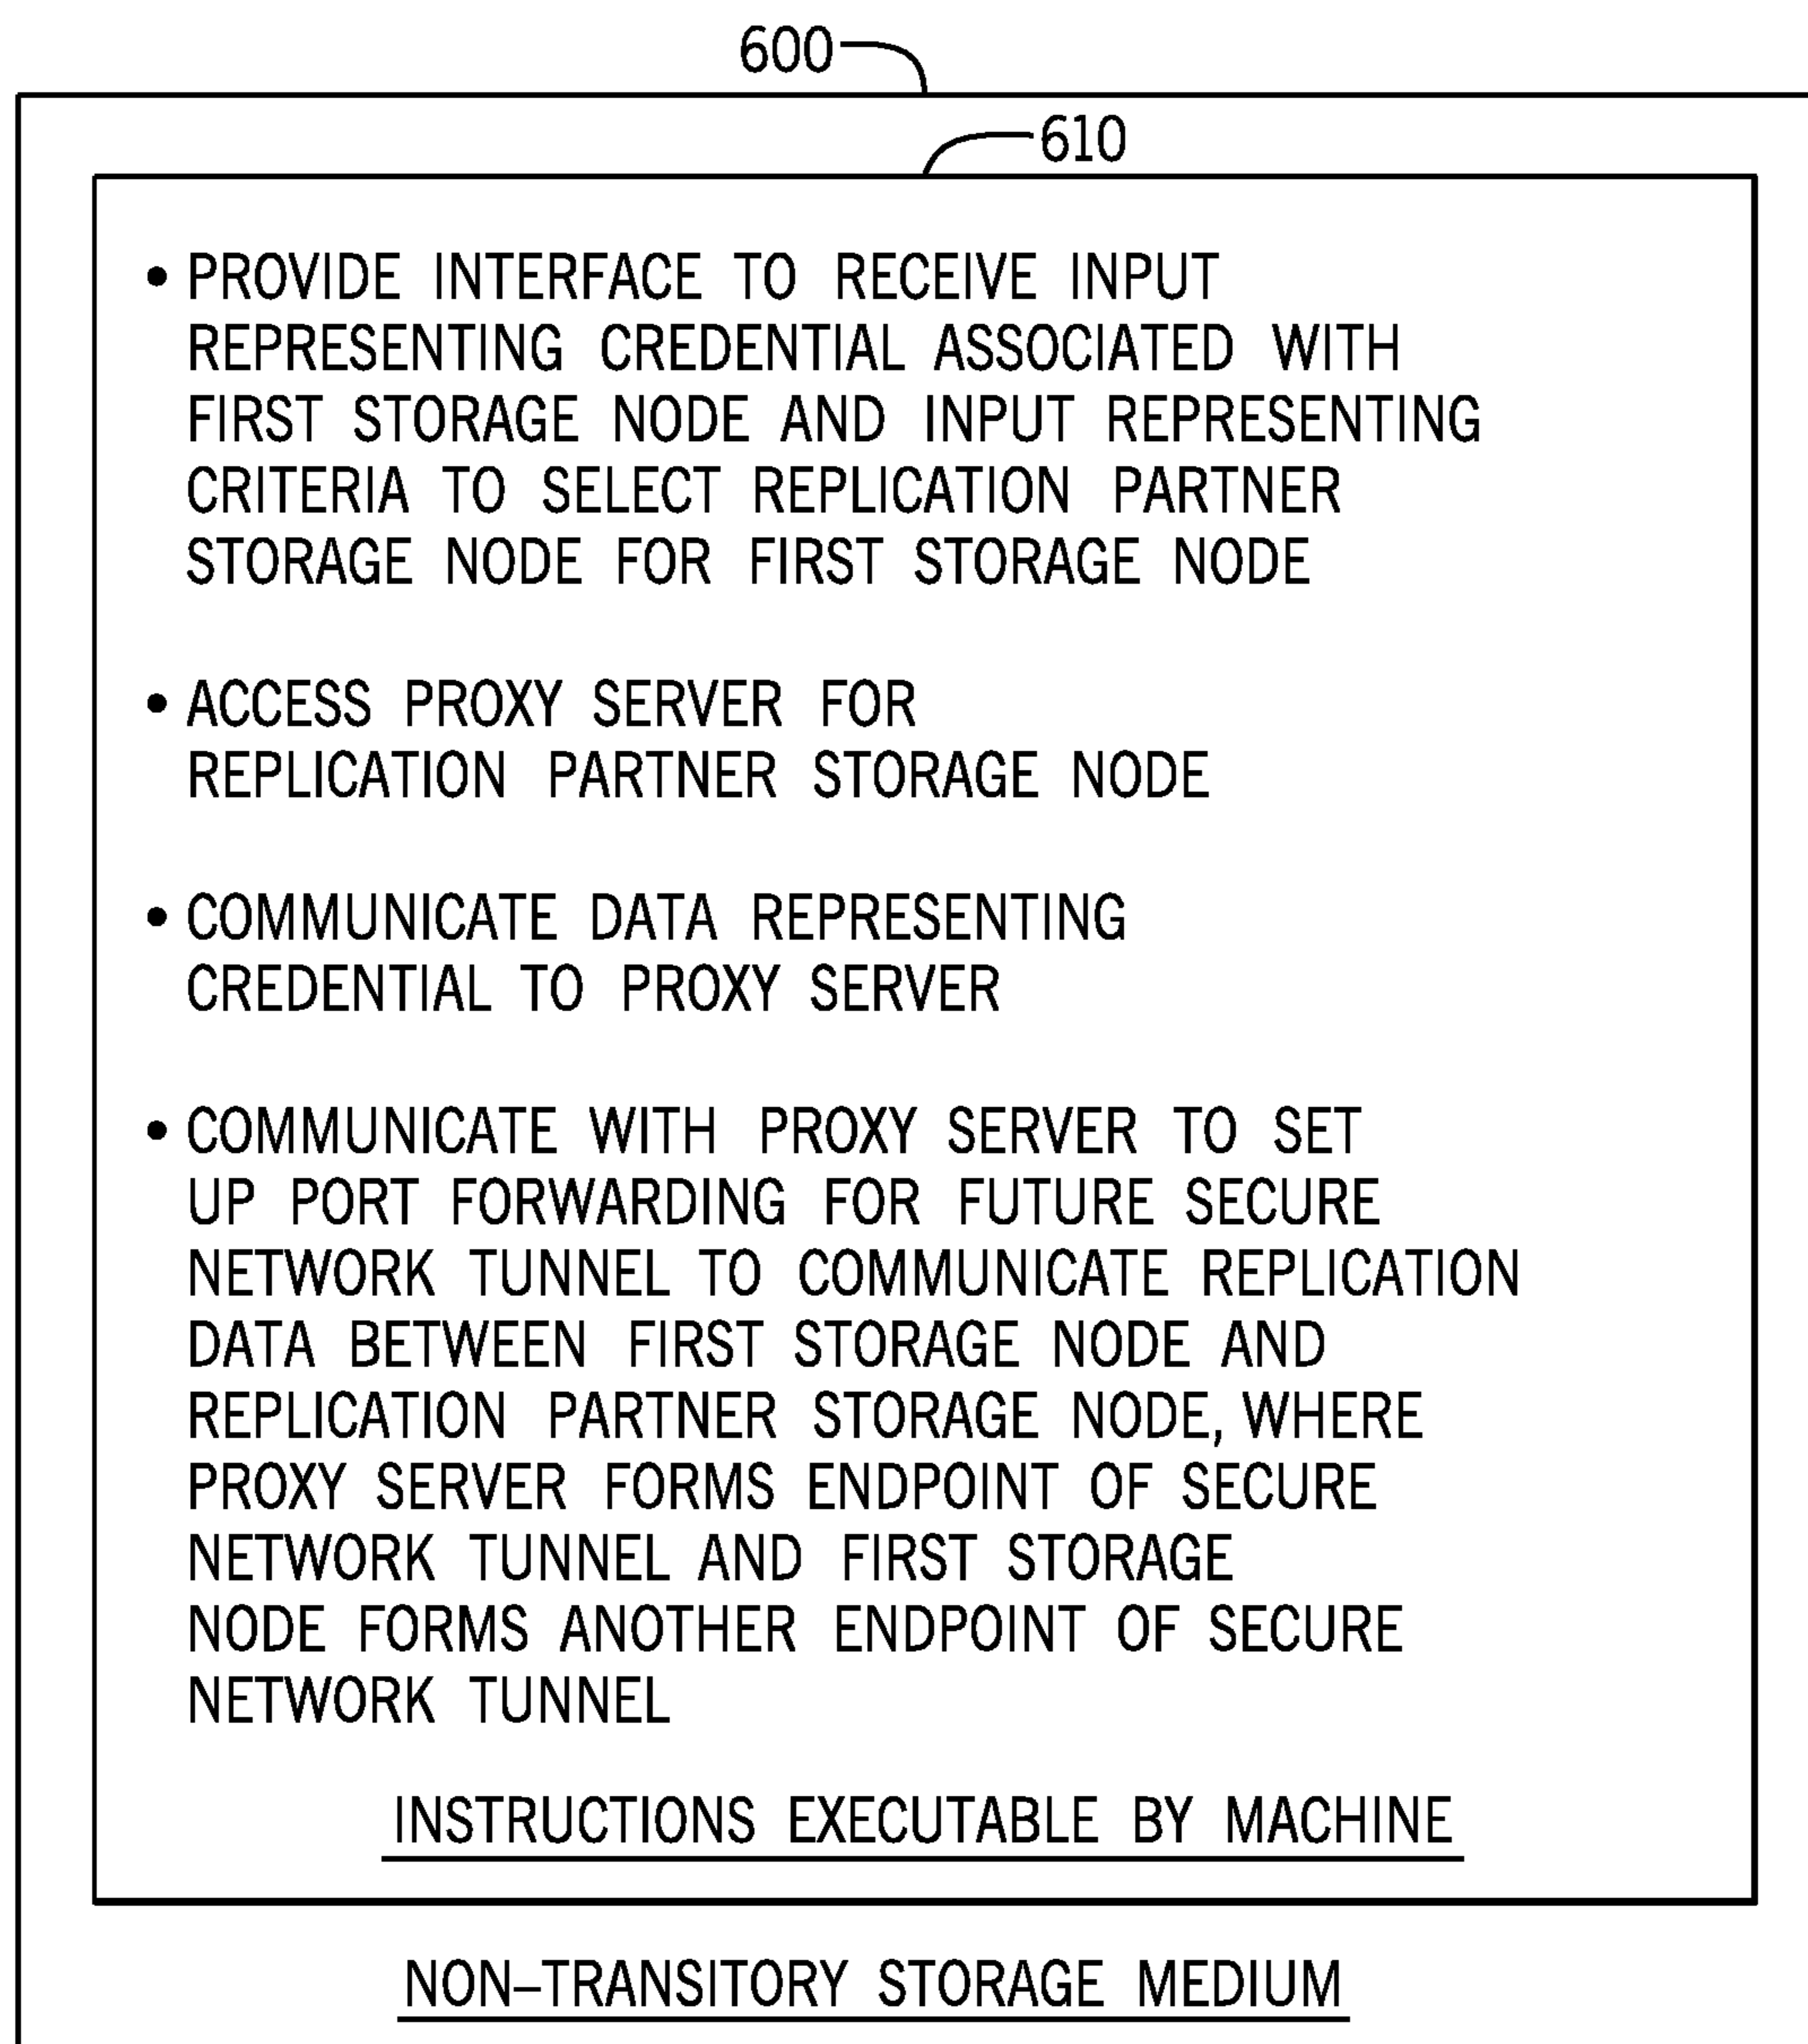 600
610
• PROVIDE INTERFACE TO RECEIVE INPUT
REPRESENTING CREDENTIAL ASSOCIATED WITH
FIRST STORAGE NODE AND INPUT REPRESENTING
CRITERIA TO SELECT REPLICATION PARTNER
STORAGE NODE FOR FIRST STORAGE NODE
• ACCESS PROXY SERVER FOR
REPLICATION PARTNER STORAGE NODE
• COMMUNICATE DATA REPRESENTING
CREDENTIAL TO PROXY SERVER
• COMMUNICATE WITH PROXY SERVER TO SET
UP PORT FORWARDING FOR FUTURE SECURE
NETWORK TUNNEL TO COMMUNICATE REPLICATION
DATA BETWEEN FIRST STORAGE NODE AND
REPLICATION PARTNER STORAGE NODE, WHERE
PROXY SERVER FORMS ENDPOINT OF SECURE
NETWORK TUNNEL AND FIRST STORAGE
NODE FORMS ANOTHER ENDPOINT OF SECURE
NETWORK TUNNEL
INSTRUCTIONS EXECUTABLE BY MACHINE
NON–TRANSITORY STORAGE MEDIUM